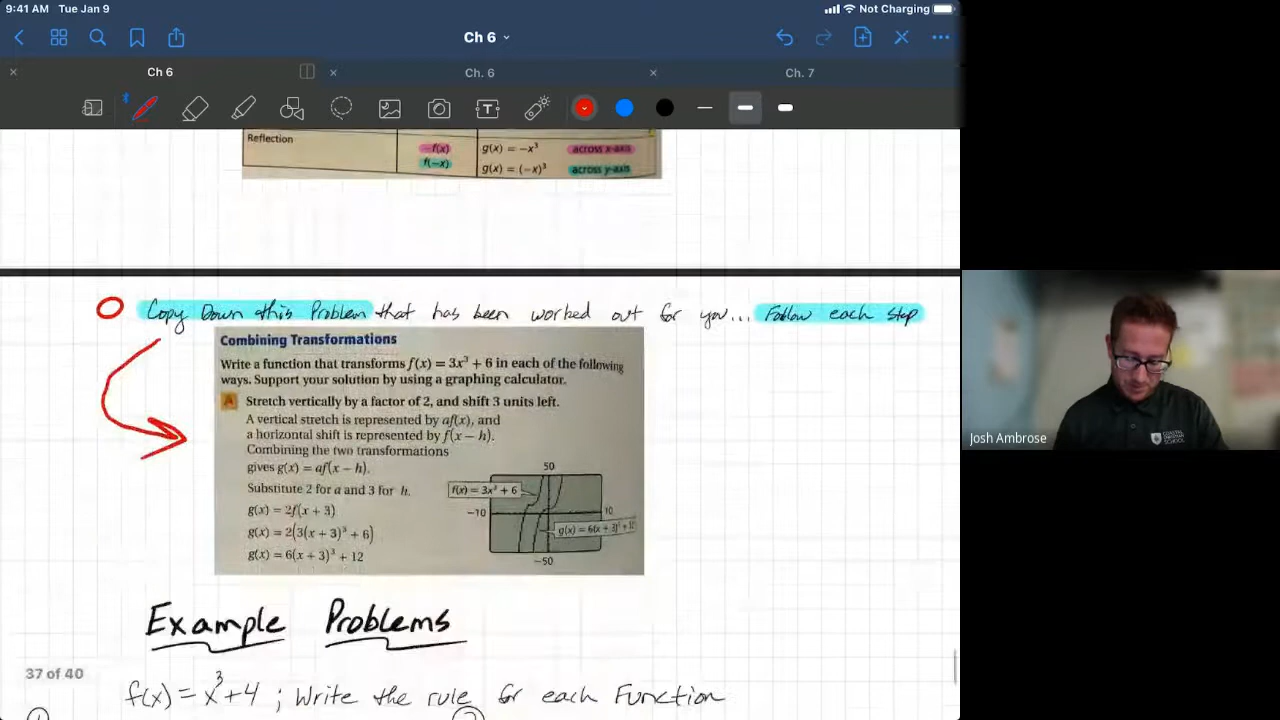 9:41 AM Tue Jan 9
Not Charging
Ch 6
Ch 6
Ch. 6
Ch. 7
Reflection
-f(x) g(x) = -x³ across x-axis
f(-x) g(x) = (-x)³ across y-axis
Copy Down this Problem that has been worked out for you... Follow each step
Combining Transformations
Write a function that transforms f(x) = 3x³ + 6 in each of the following
ways. Support your solution by using a graphing calculator.
A Stretch vertically by a factor of 2, and shift 3 units left.
A vertical stretch is represented by af(x), and
a horizontal shift is represented by f(x − h).
Combining the two transformations
gives g(x) = af(x − h).
Substitute 2 for a and 3 for h.
g(x) = 2f(x + 3)
g(x) = 2(3(x + 3)³ + 6)
g(x) = 6(x + 3)³ + 12
50
f(x) = 3x³ + 6
-10
10
g(x) = 6(x + 3)³ + 12
-50
Example Problems
37 of 40
f(x) = x³ + 4 ; Write the rule for each Function
Josh Ambrose